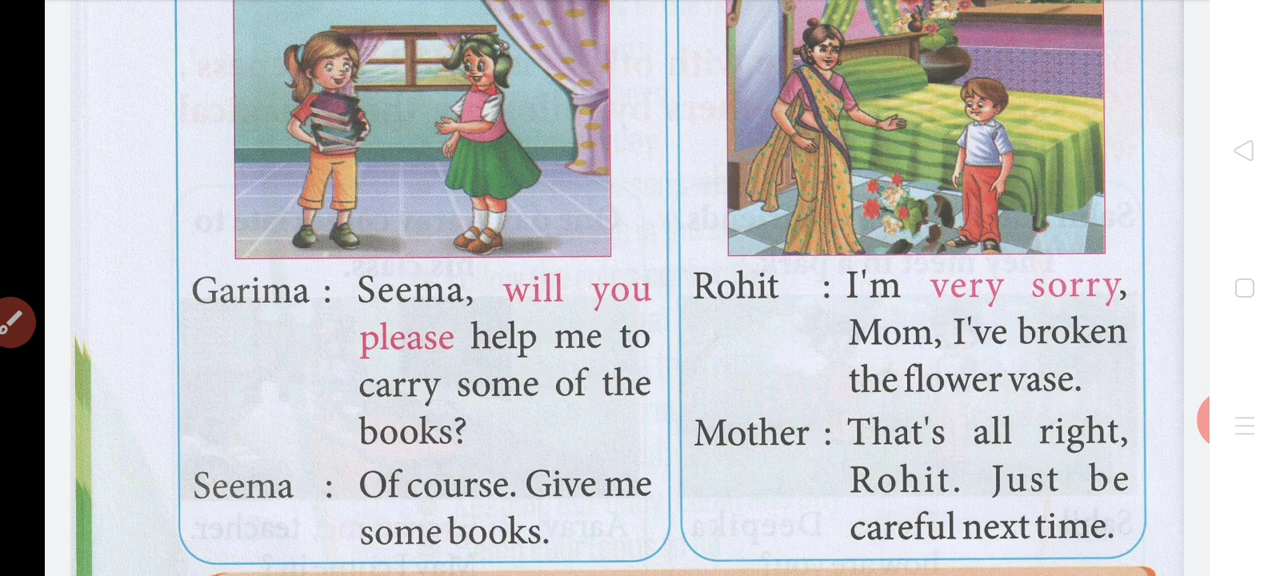 Garima : Seema, will you
please help me to
carry some of the
books?
Seema : Of course. Give me
some books.
Rohit : I'm very sorry,
Mom, I've broken
the flower vase.
Mother : That's all right,
Rohit. Just be
careful next time.